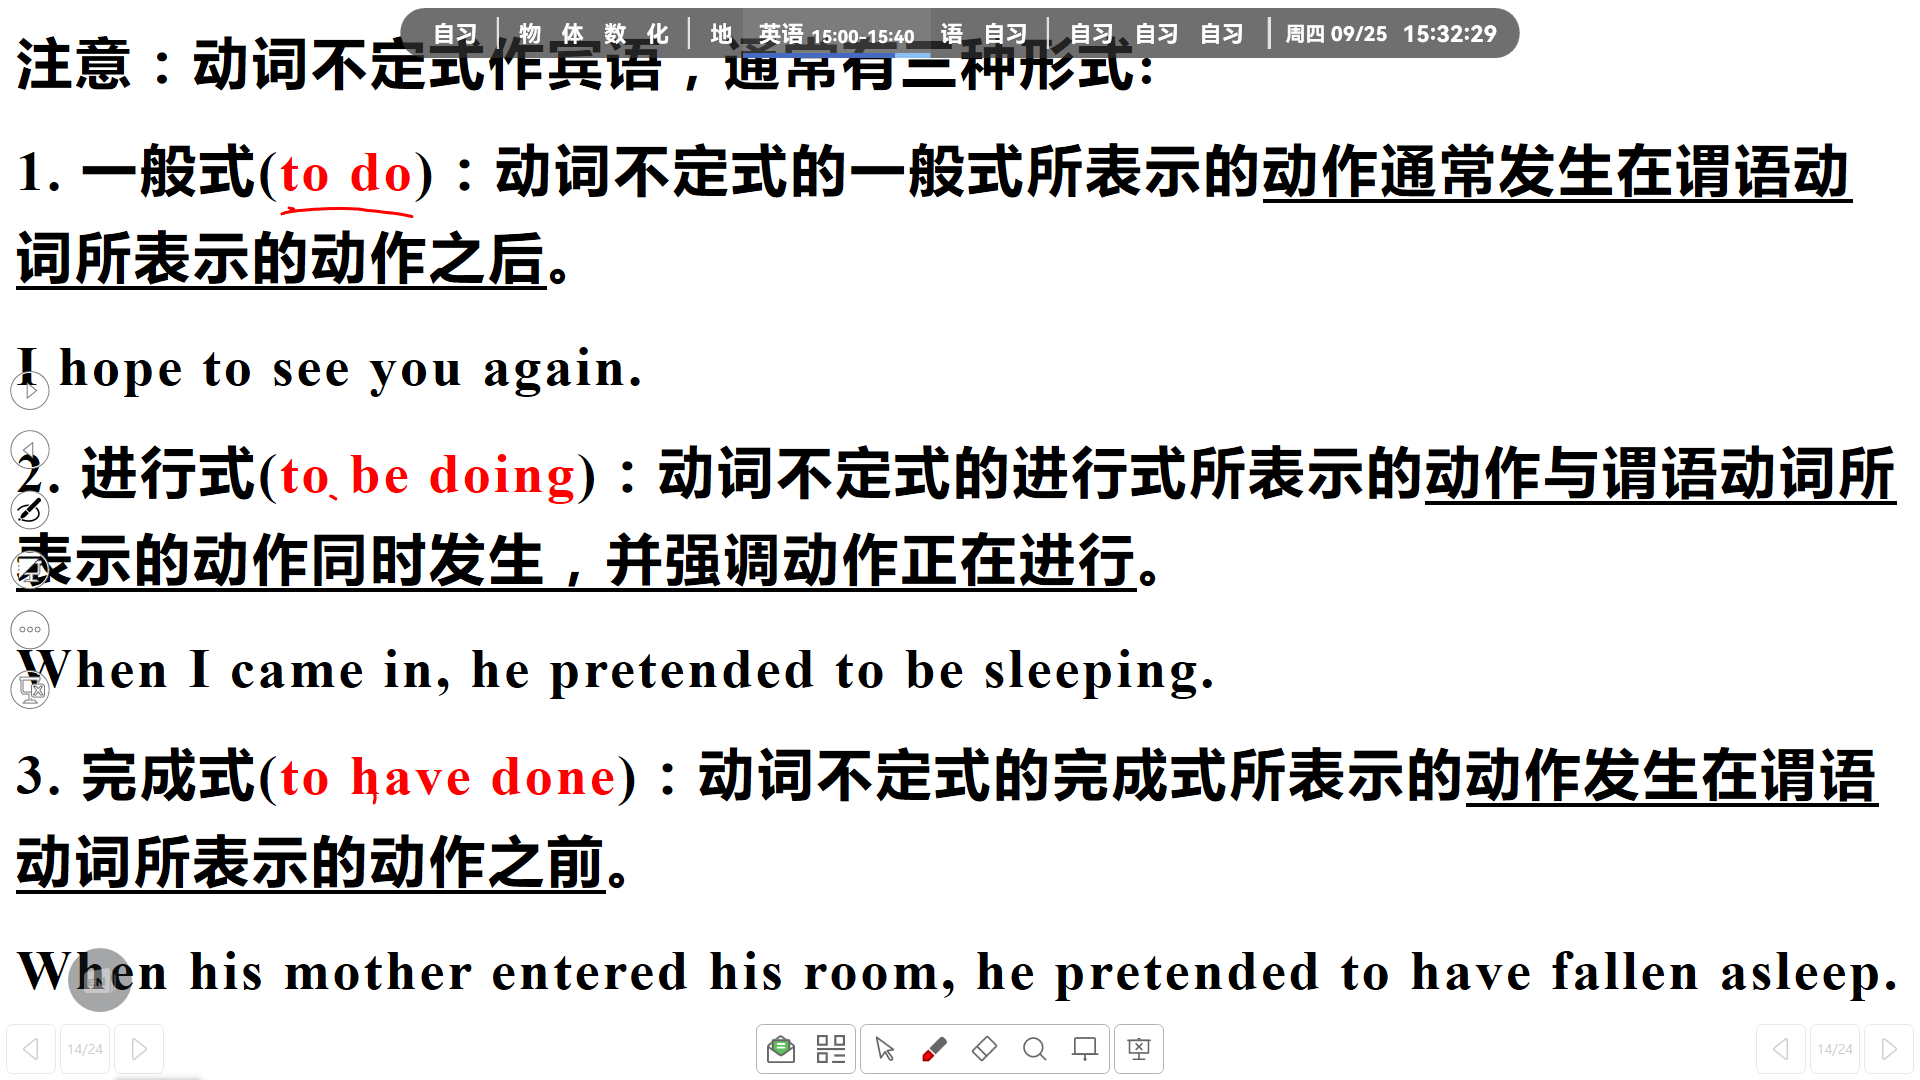 自习 | 物 体 数 化 | 地 英语 15:00-15:40 语 自习 | 自习 自习 自习 | 周四 09/25 15:32:29
注意：动词不定式作宾语，通常有三种形式:
1. 一般式(to do)：动词不定式的一般式所表示的动作通常发生在谓语动
词所表示的动作之后。
I hope to see you again.
2. 进行式(to be doing)：动词不定式的进行式所表示的动作与谓语动词所
表示的动作同时发生，并强调动作正在进行。
When I came in, he pretended to be sleeping.
3. 完成式(to have done)：动词不定式的完成式所表示的动作发生在谓语
动词所表示的动作之前。
When his mother entered his room, he pretended to have fallen asleep.
14/24
14/24